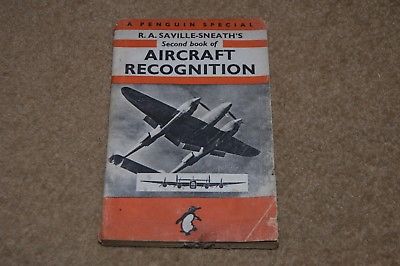 A PENGUIN SPECIAL
R. A. SAVILLE-SNEATH'S
Second book of
AIRCRAFT
RECOGNITION